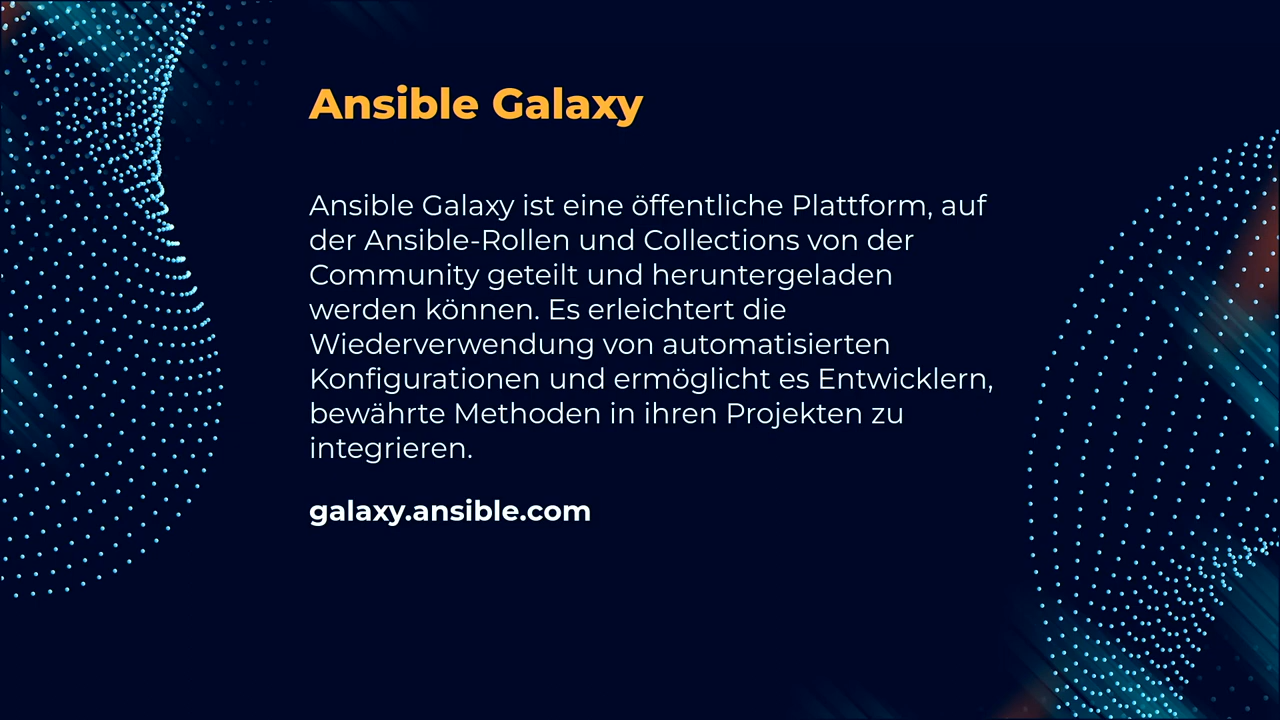 Ansible Galaxy
Ansible Galaxy ist eine öffentliche Plattform, auf
der Ansible-Rollen und Collections von der
Community geteilt und heruntergeladen
werden können. Es erleichtert die
Wiederverwendung von automatisierten
Konfigurationen und ermöglicht es Entwicklern,
bewährte Methoden in ihren Projekten zu
integrieren.
galaxy.ansible.com